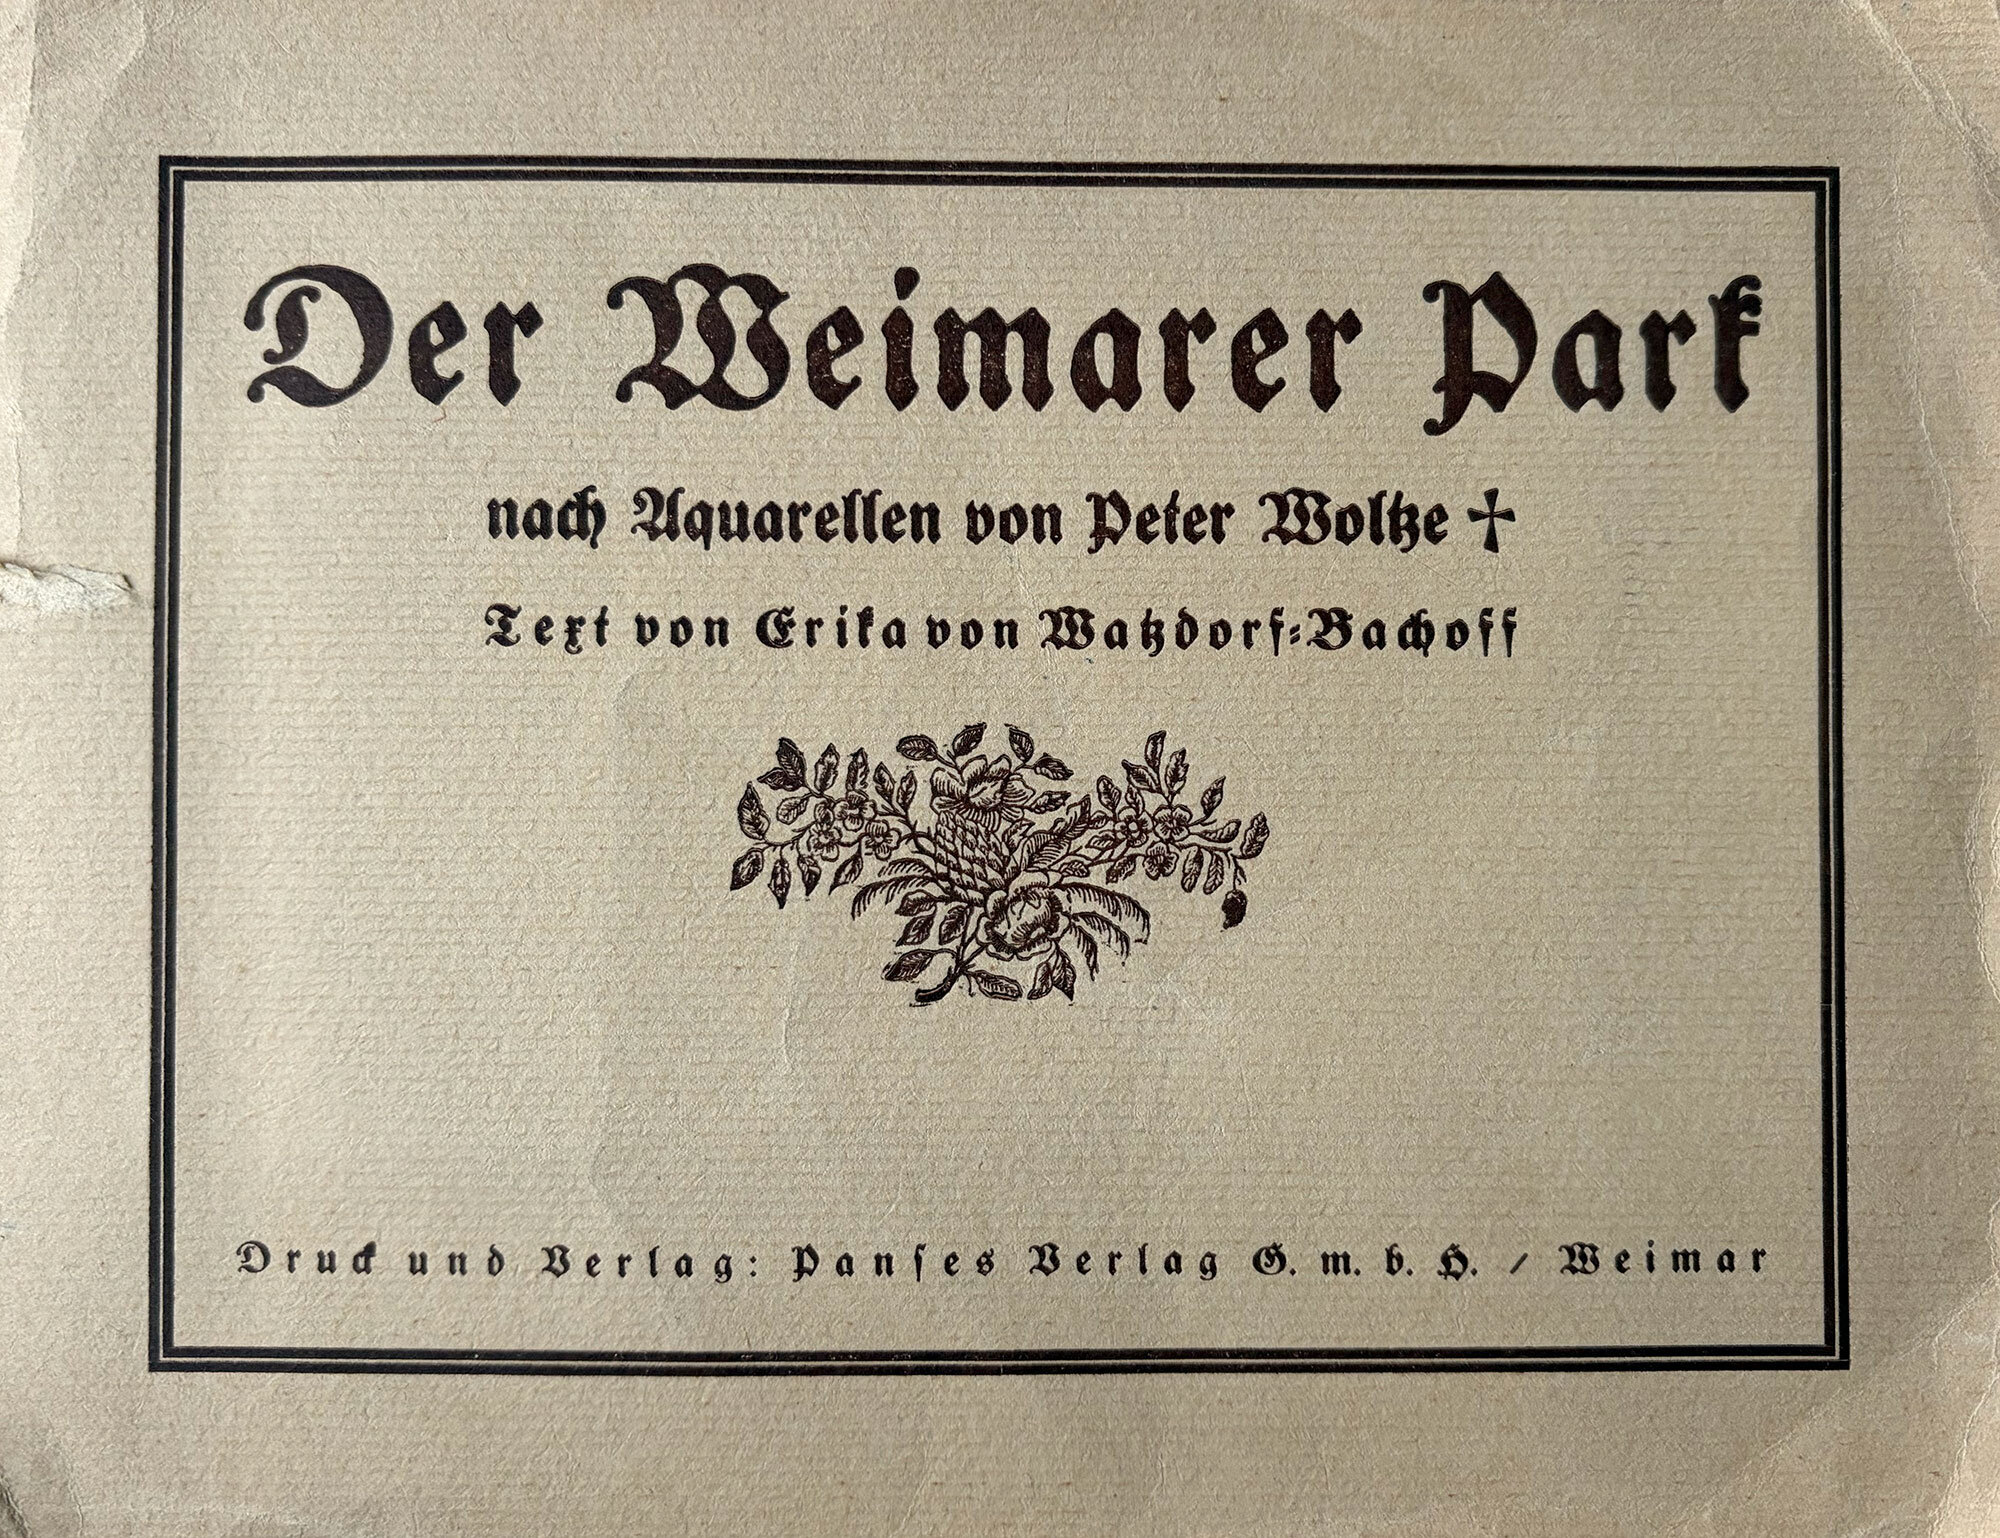 Der Weimarer Park
nach Aquarellen von Peter Woltze †
Text von Erika von Watzdorf-Bachoff
Druck und Verlag: Panſes Verlag G. m. b. H. / Weimar